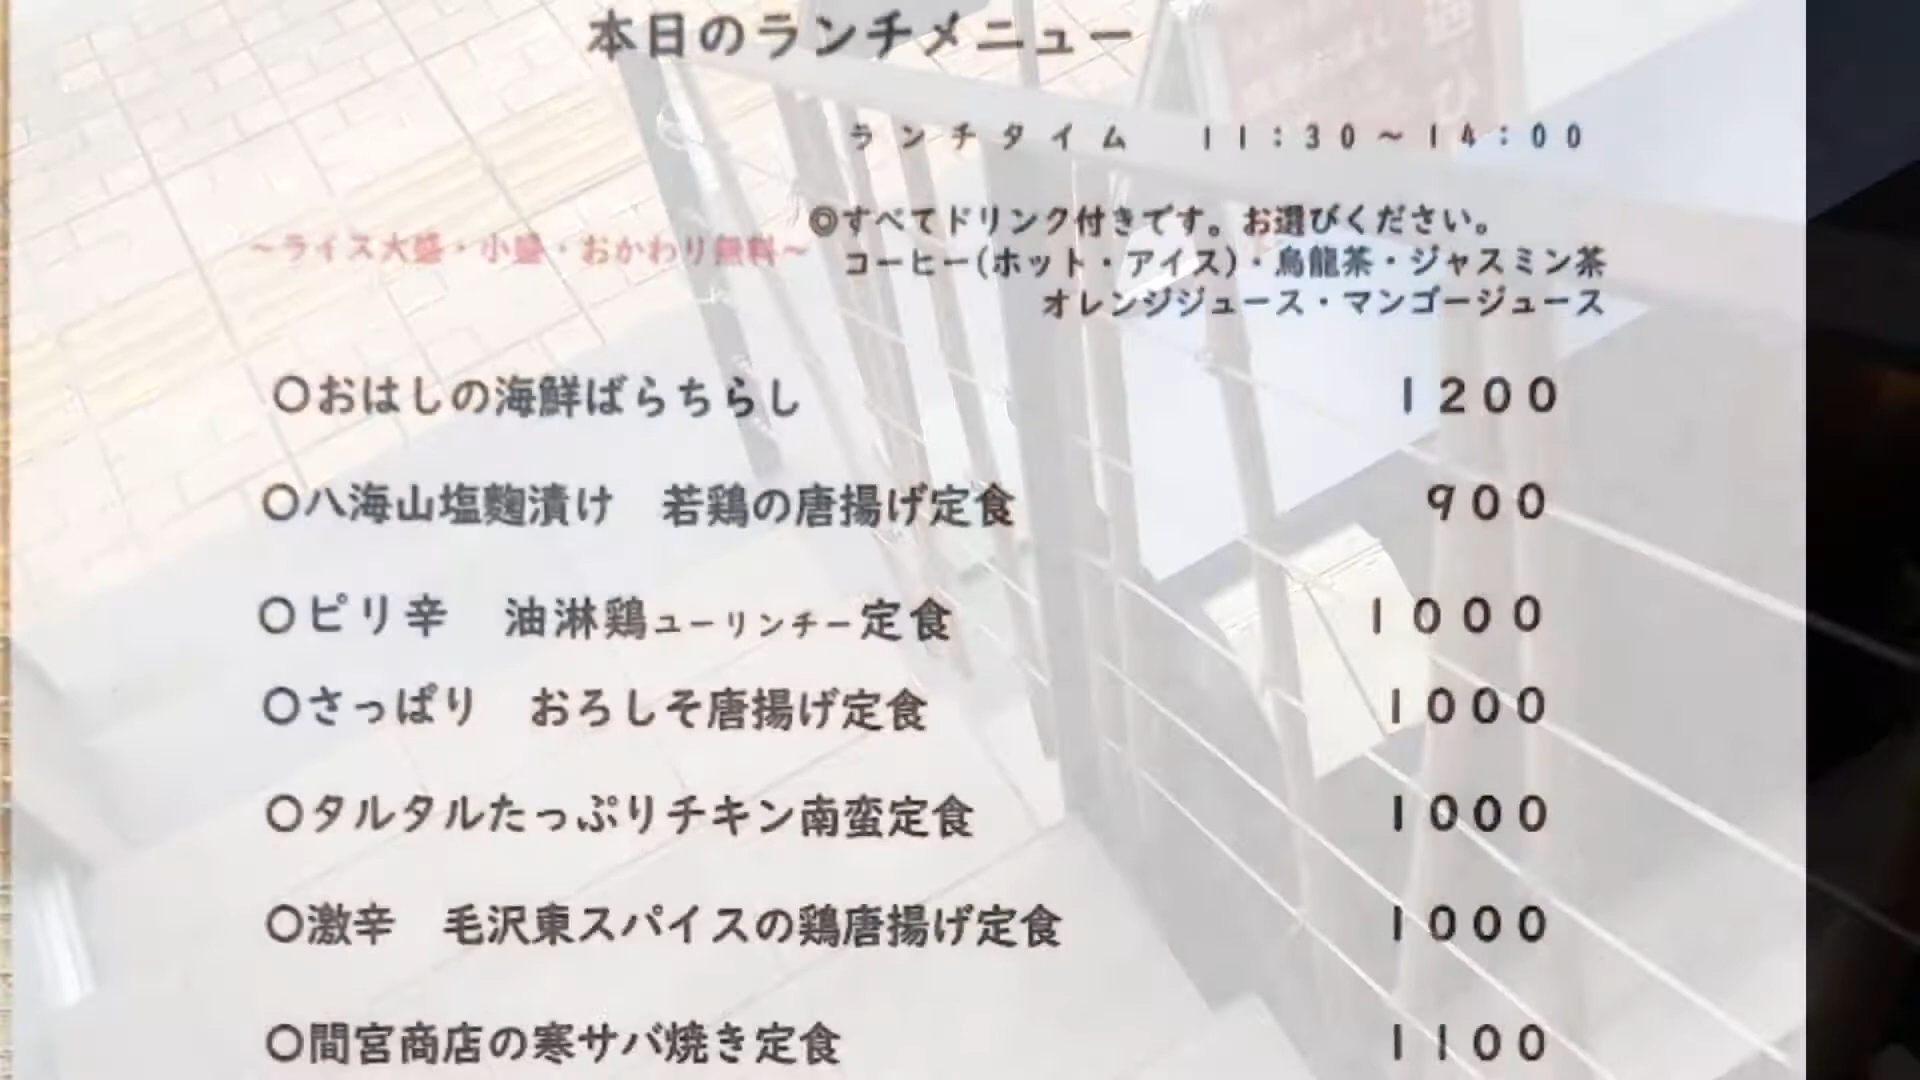 本日のランチメニュー
ランチタイム　11:30～14:00
◎すべてドリンク付きです。お選びください。
～ライス大盛・小盛・おかわり無料～
コーヒー(ホット・アイス)・烏龍茶・ジャスミン茶
オレンジジュース・マンゴージュース
〇おはしの海鮮ばらちらし　1200
〇八海山塩麴漬け　若鶏の唐揚げ定食　900
〇ピリ辛　油淋鶏ユーリンチー定食　1000
〇さっぱり　おろしそ唐揚げ定食　1000
〇タルタルたっぷりチキン南蛮定食　1000
〇激辛　毛沢東スパイスの鶏唐揚げ定食　1000
〇間宮商店の寒サバ焼き定食　1100